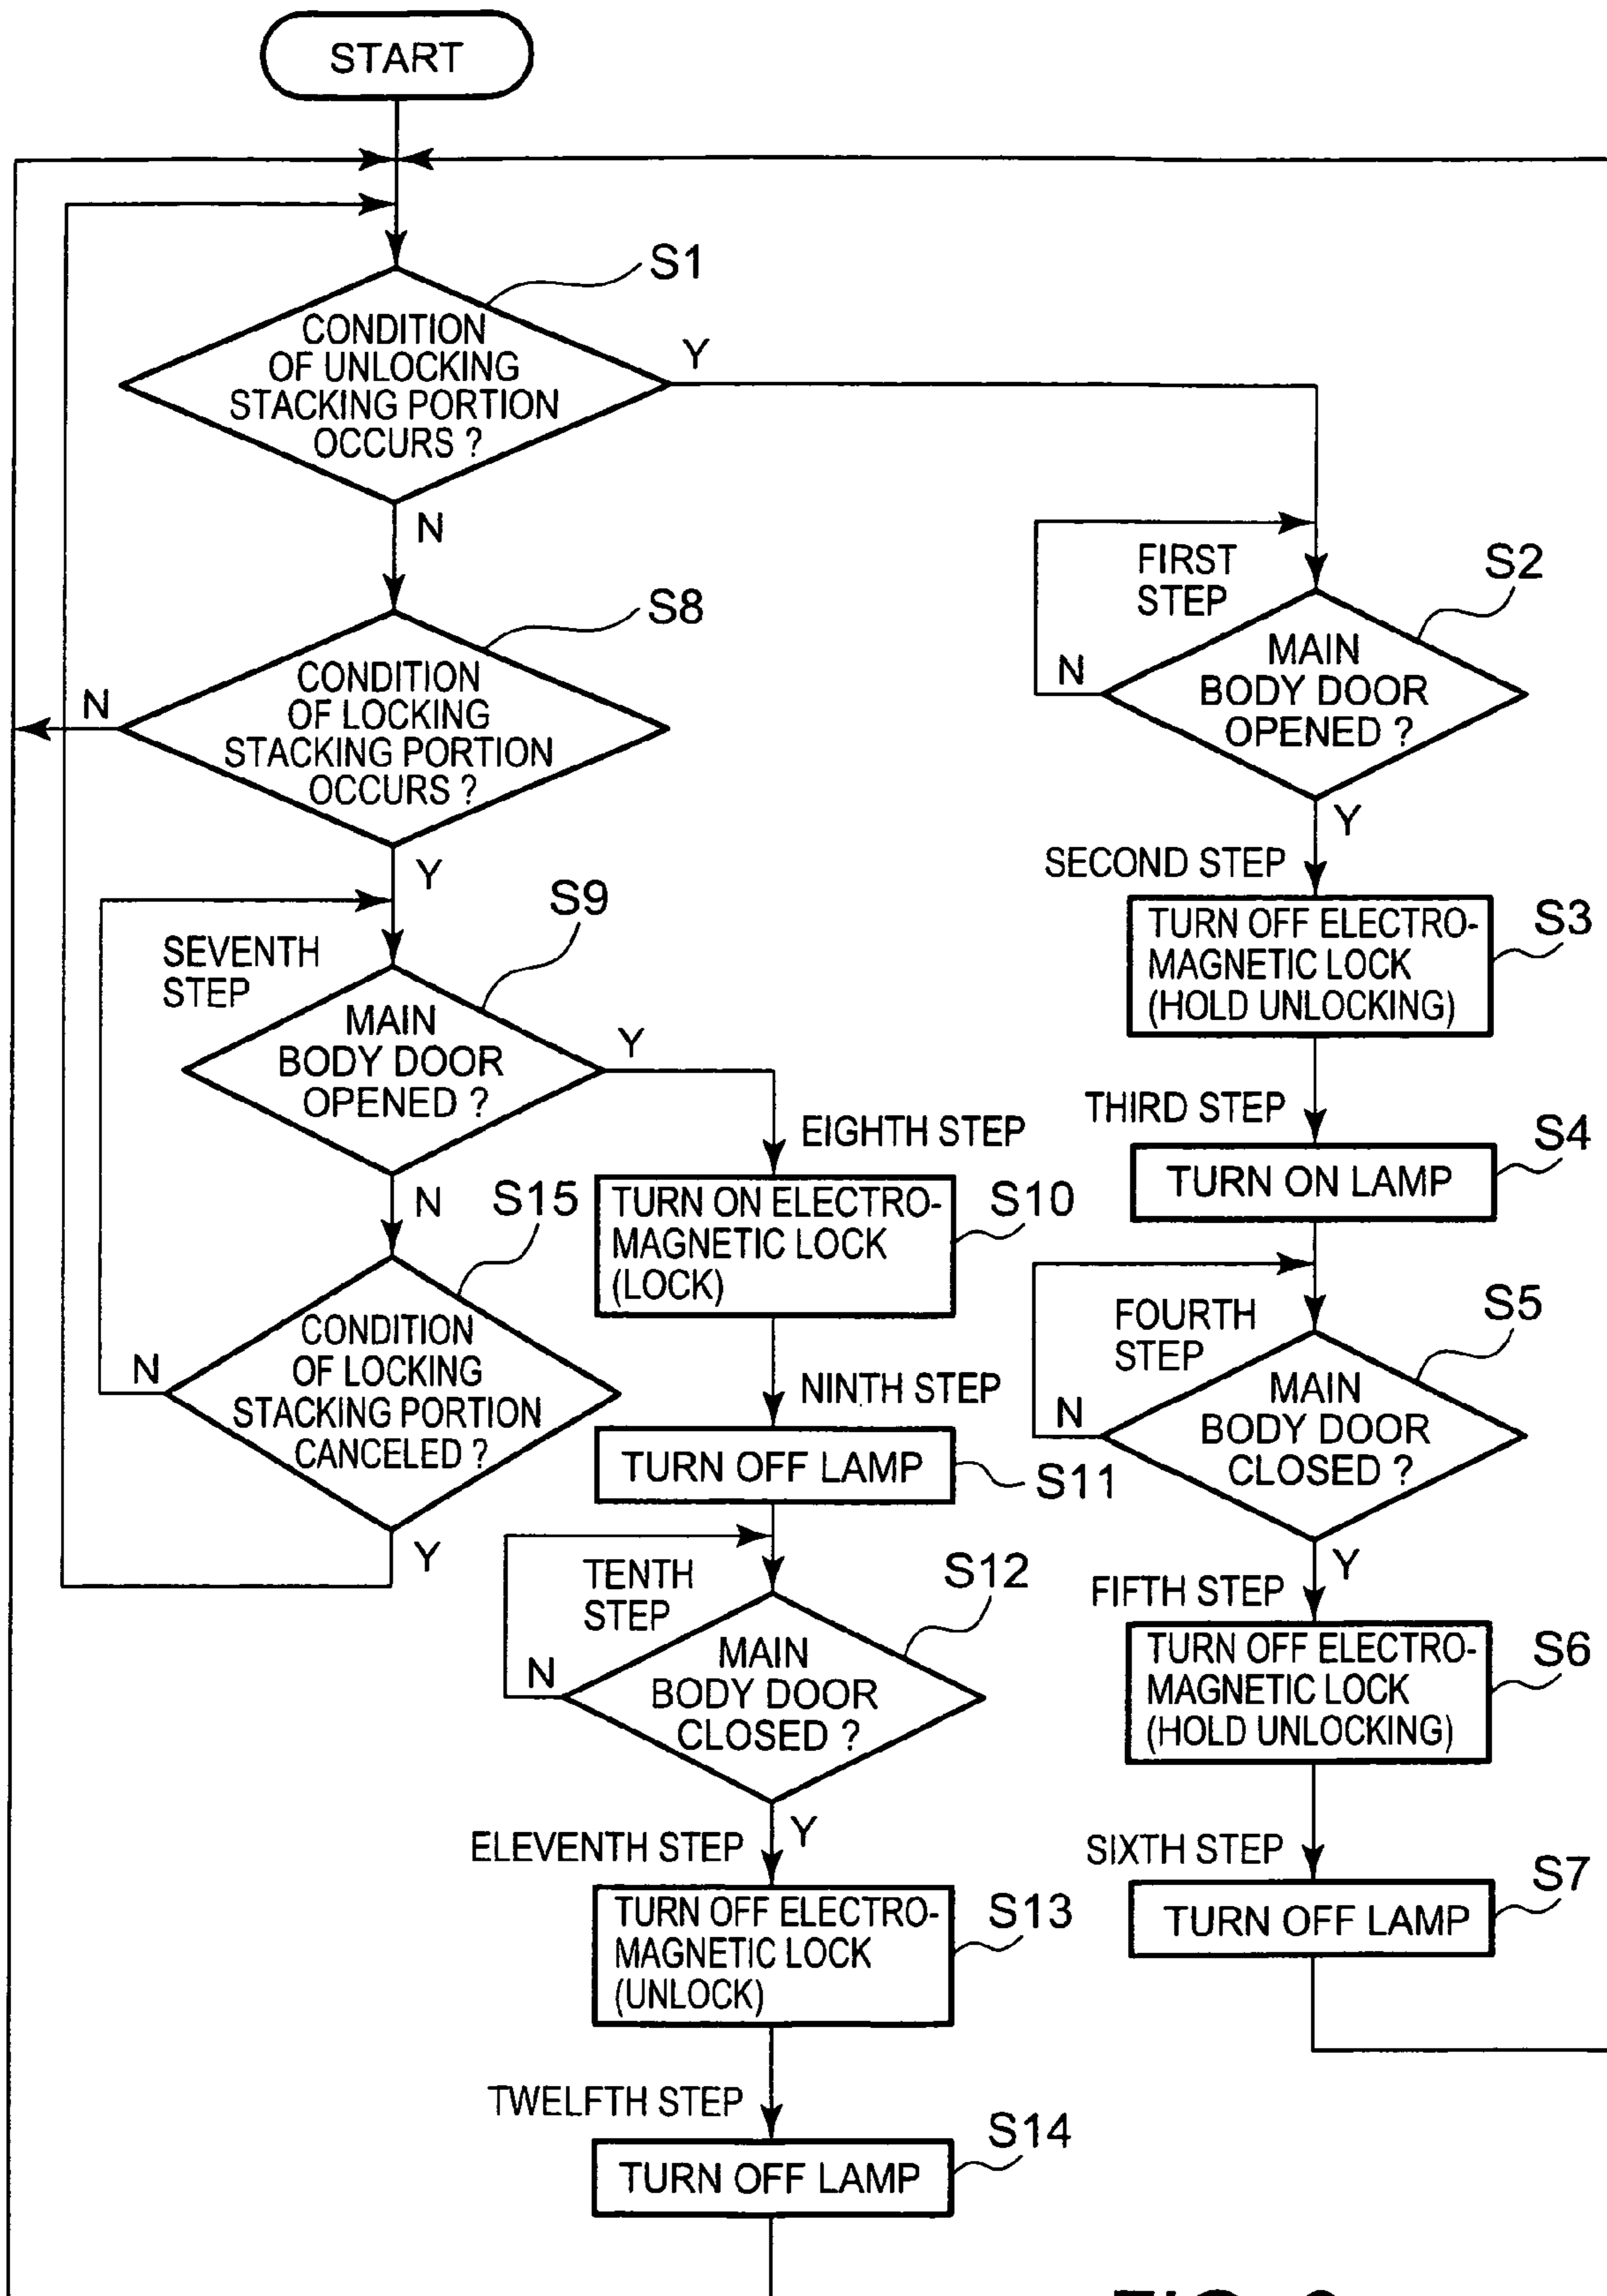 START
S1
CONDITION
OF UNLOCKING
STACKING PORTION
OCCURS ?
Y
N
S8
CONDITION
OF LOCKING
STACKING PORTION
OCCURS ?
N
Y
S9
SEVENTH
STEP
MAIN
BODY DOOR
OPENED ?
Y
N
S15
CONDITION
OF LOCKING
STACKING PORTION
CANCELED ?
N
Y
EIGHTH STEP
S10
TURN ON ELECTRO-
MAGNETIC LOCK
(LOCK)
NINTH STEP
TURN OFF LAMP
S11
TENTH
STEP
S12
MAIN
BODY DOOR
CLOSED ?
N
Y
ELEVENTH STEP
TURN OFF ELECTRO-
MAGNETIC LOCK
(UNLOCK)
S13
TWELFTH STEP
TURN OFF LAMP
S14
FIRST
STEP
S2
MAIN
BODY DOOR
OPENED ?
N
Y
SECOND STEP
TURN OFF ELECTRO-
MAGNETIC LOCK
(HOLD UNLOCKING)
S3
THIRD STEP
TURN ON LAMP
S4
FOURTH
STEP
S5
MAIN
BODY DOOR
CLOSED ?
N
Y
FIFTH STEP
TURN OFF ELECTRO-
MAGNETIC LOCK
(HOLD UNLOCKING)
S6
SIXTH STEP
TURN OFF LAMP
S7